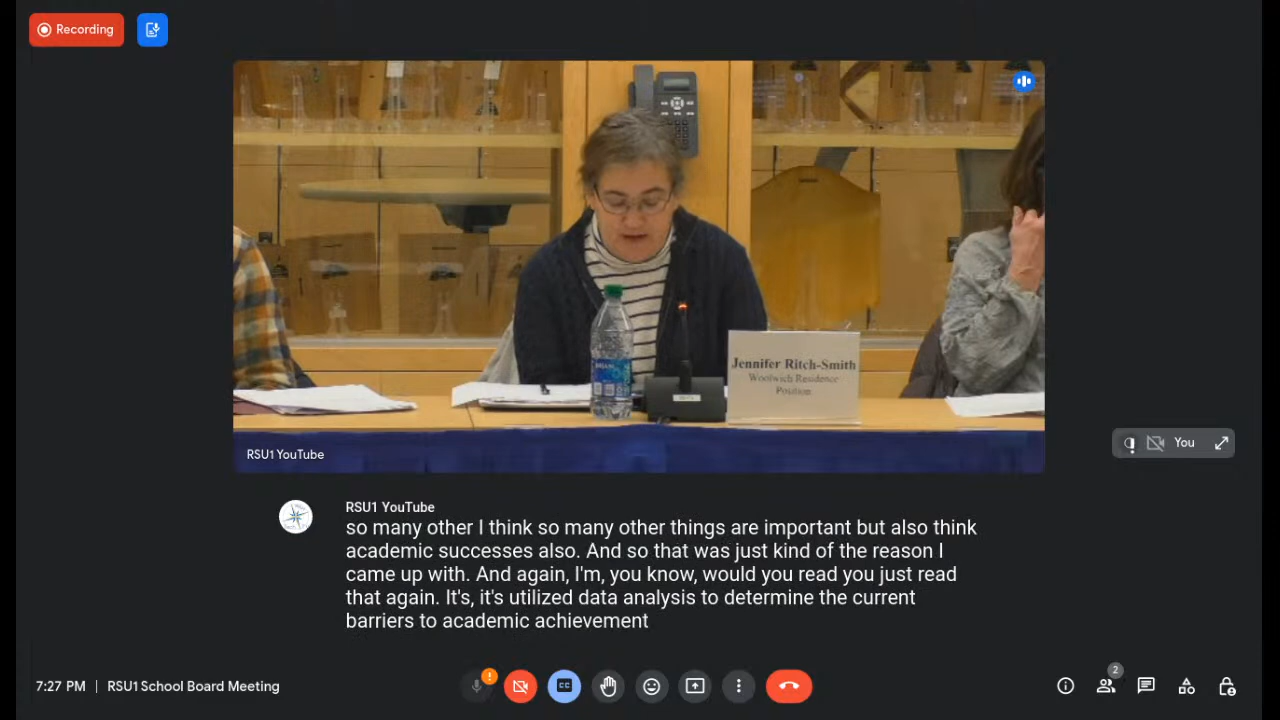 Recording
Jennifer Ritch-Smith
Woolwich Residence
Position
RSU1 YouTube
You
RSU1 YouTube
so many other I think so many other things are important but also think
academic successes also. And so that was just kind of the reason I
came up with. And again, I'm, you know, would you read you just read
that again. It's, it's utilized data analysis to determine the current
barriers to academic achievement
7:27 PM | RSU1 School Board Meeting
CC
2